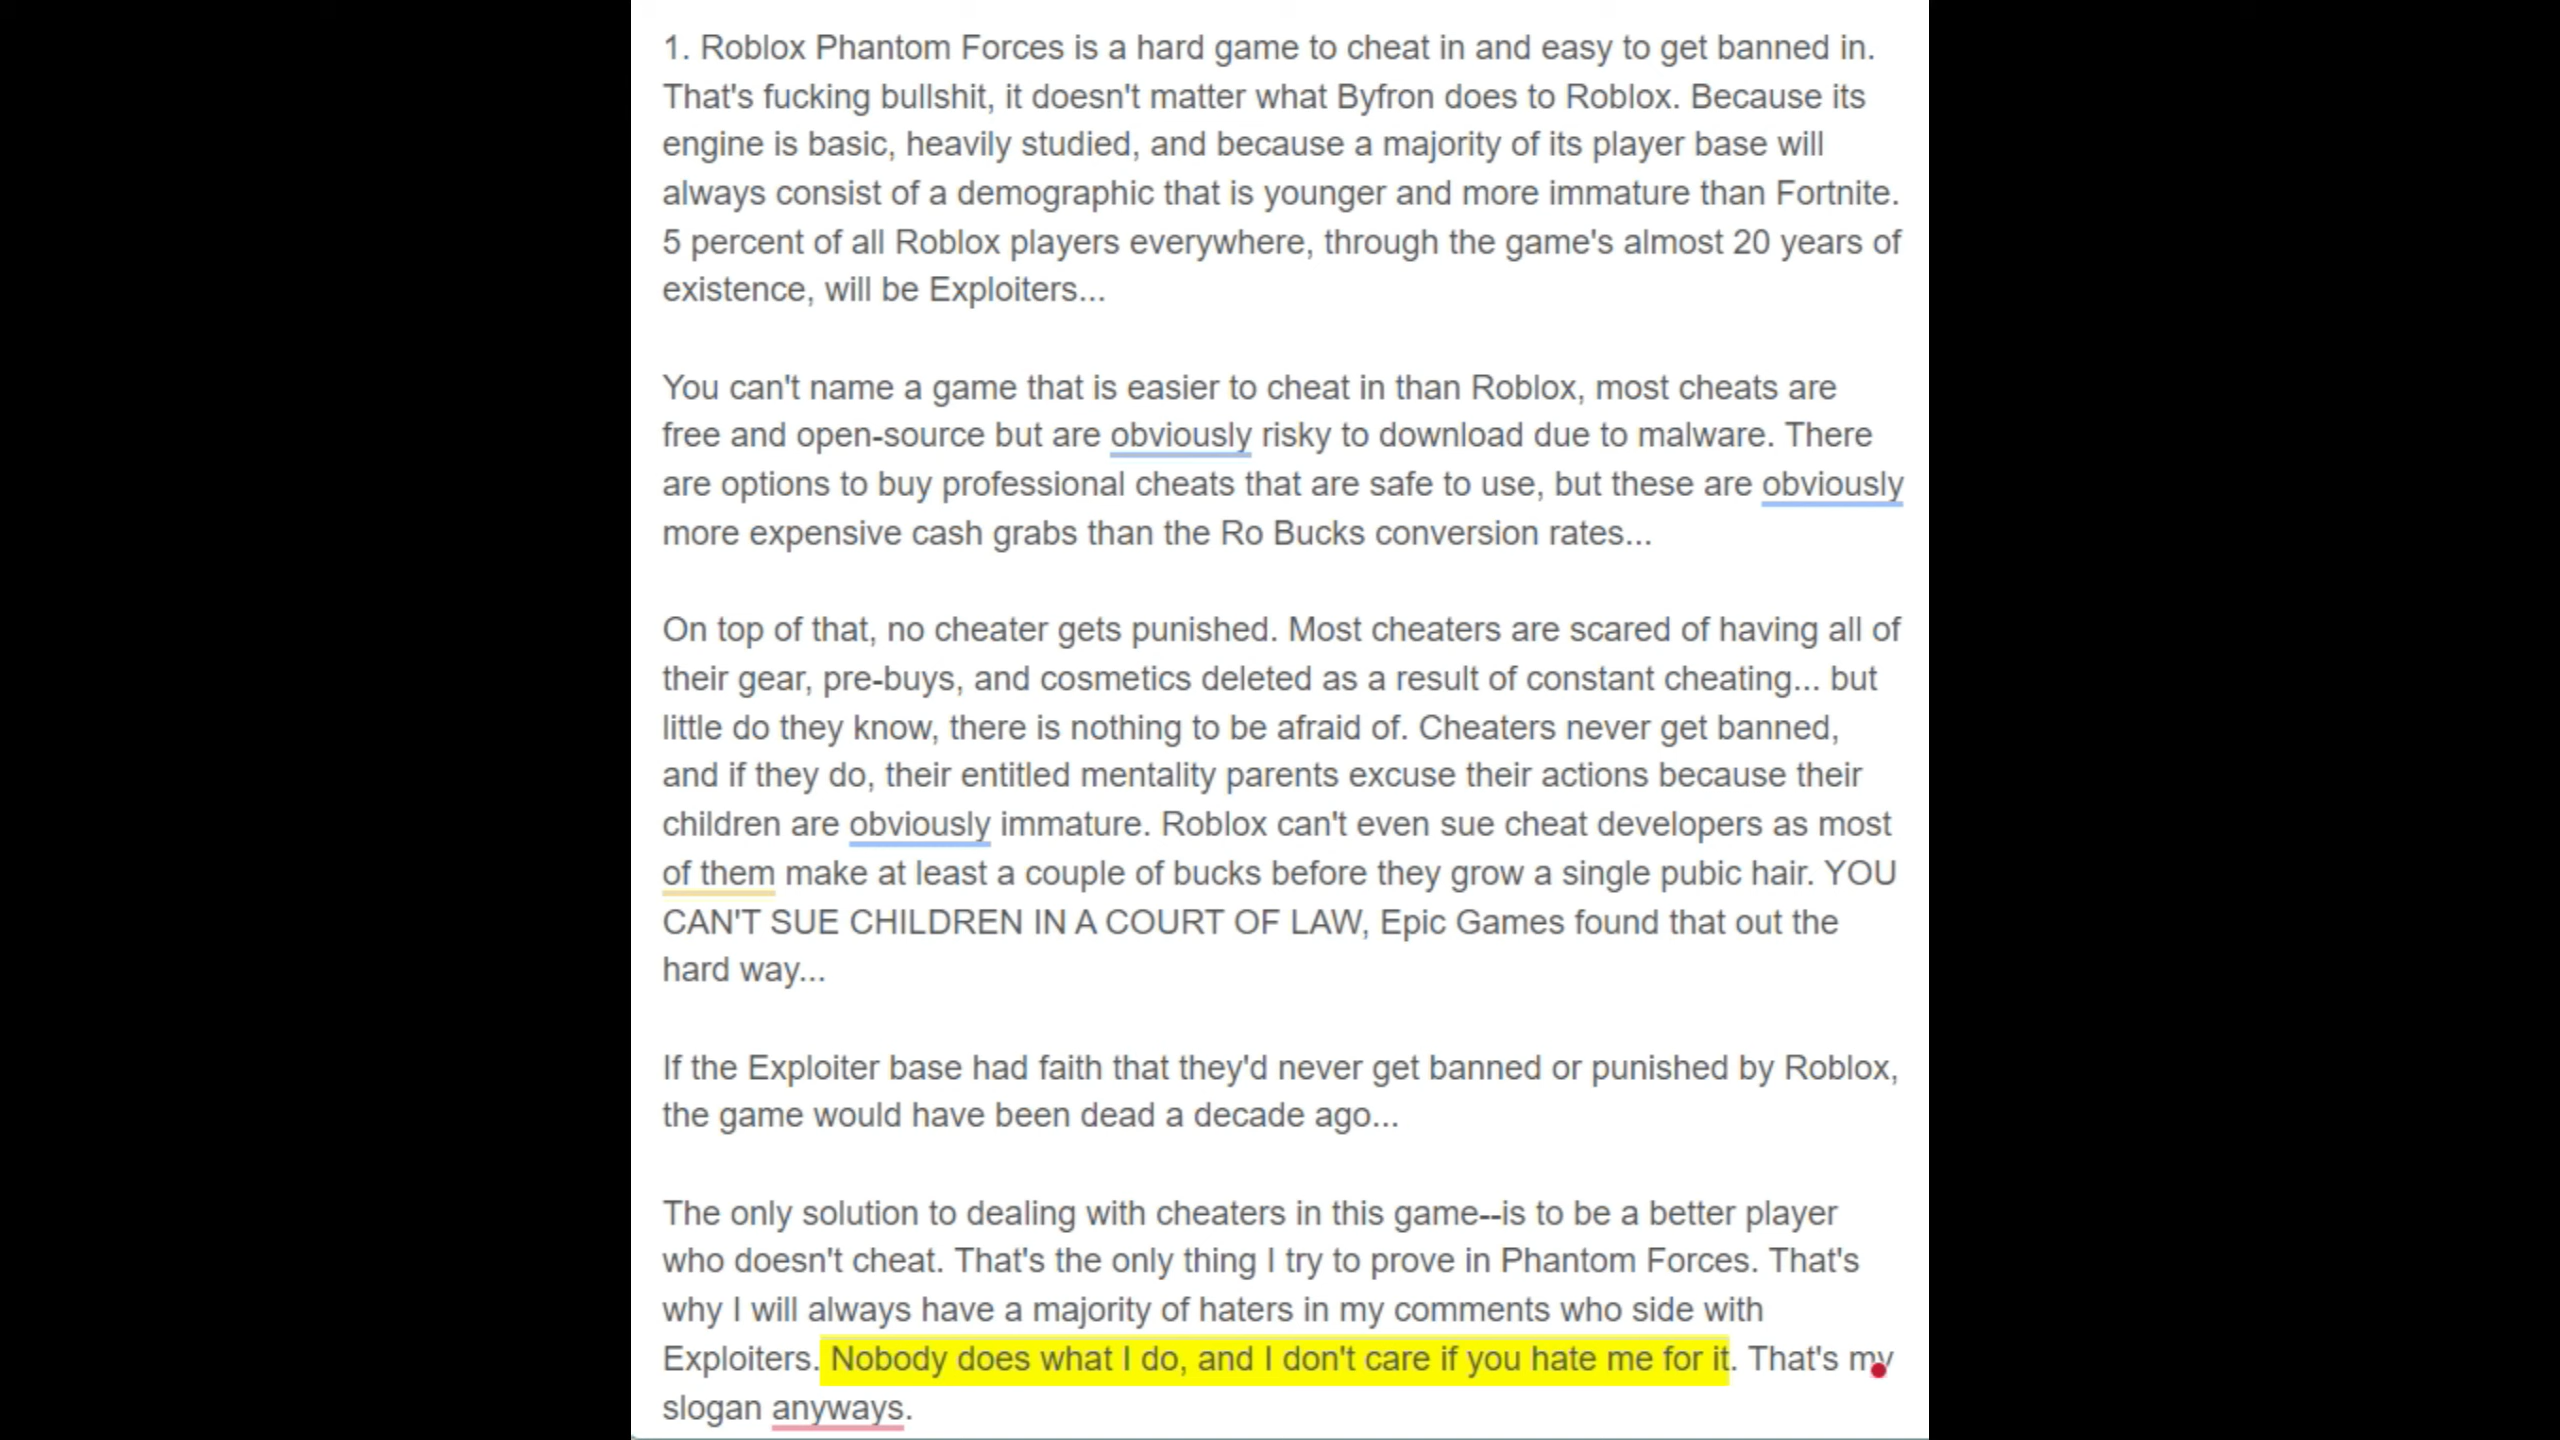 1. Roblox Phantom Forces is a hard game to cheat in and easy to get banned in.
That's fucking bullshit, it doesn't matter what Byfron does to Roblox. Because its
engine is basic, heavily studied, and because a majority of its player base will
always consist of a demographic that is younger and more immature than Fortnite.
5 percent of all Roblox players everywhere, through the game's almost 20 years of
existence, will be Exploiters...
You can't name a game that is easier to cheat in than Roblox, most cheats are
free and open-source but are obviously risky to download due to malware. There
are options to buy professional cheats that are safe to use, but these are obviously
more expensive cash grabs than the Ro Bucks conversion rates...
On top of that, no cheater gets punished. Most cheaters are scared of having all of
their gear, pre-buys, and cosmetics deleted as a result of constant cheating... but
little do they know, there is nothing to be afraid of. Cheaters never get banned,
and if they do, their entitled mentality parents excuse their actions because their
children are obviously immature. Roblox can't even sue cheat developers as most
of them make at least a couple of bucks before they grow a single pubic hair. YOU
CAN'T SUE CHILDREN IN A COURT OF LAW, Epic Games found that out the
hard way...
If the Exploiter base had faith that they'd never get banned or punished by Roblox,
the game would have been dead a decade ago...
The only solution to dealing with cheaters in this game--is to be a better player
who doesn't cheat. That's the only thing I try to prove in Phantom Forces. That's
why I will always have a majority of haters in my comments who side with
Exploiters. Nobody does what I do, and I don't care if you hate me for it. That's my
slogan anyways.